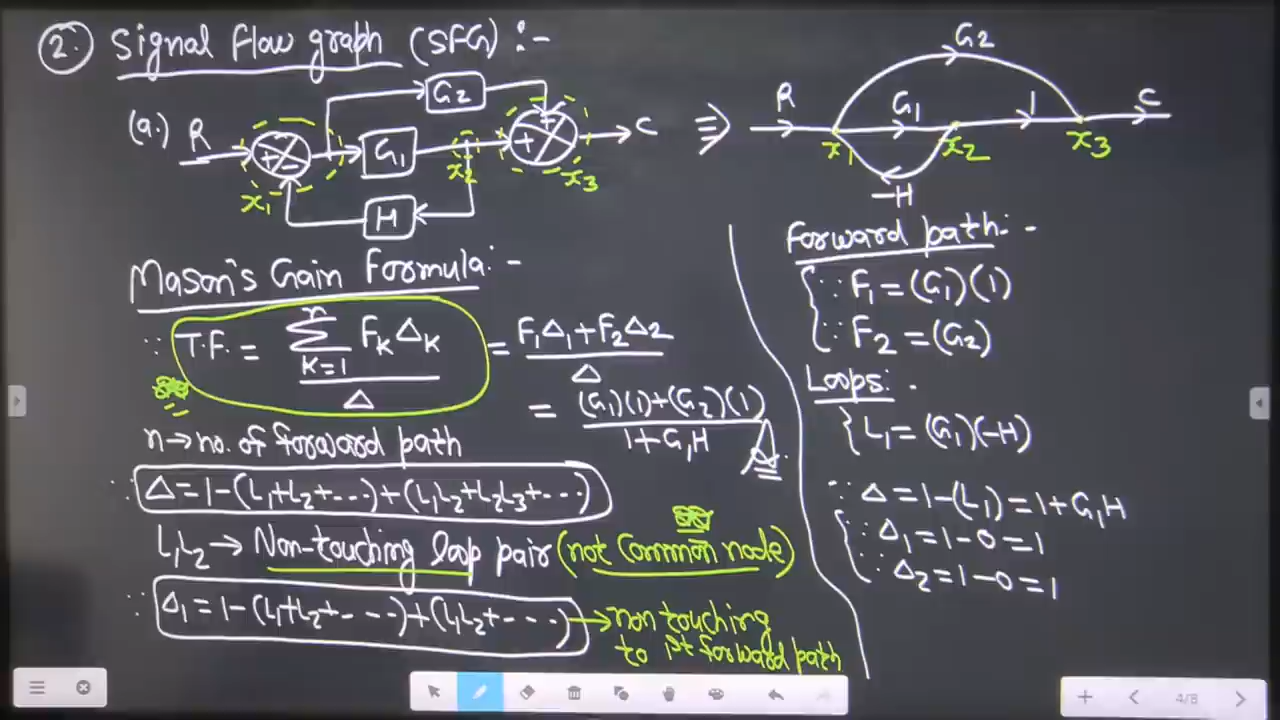 2. Signal flow graph (SFG) :-
(a.) R + - G1 G2 H + + C
x1 x2 x3
≡>
R G2 G1 1 C
x1 x2 x3
-H
Mason's Gain Formula:-
∵ T.F. = n Σ k=1 Fk Δk / Δ = F1Δ1+F2Δ2 / Δ
= (G1)(1)+(G2)(1) / 1+G1H A.
n→no. of forward path
∵ Δ=1-(L1+L2+---)+(L1L2+L2L3+---)
L1L2 → Non-touching loop pair (not common node)
∵ Δ1=1-(L1+L2+----)+(L1L2+---) → non touching
to 1st forward path
Forward path:-
∵ F1=(G1)(1)
∵ F2=(G2)
Loops:-
L1=(G1)(-H)
∵ Δ=1-(L1)=1+G1H
∵ Δ1=1-0=1
∵ Δ2=1-0=1
4/8